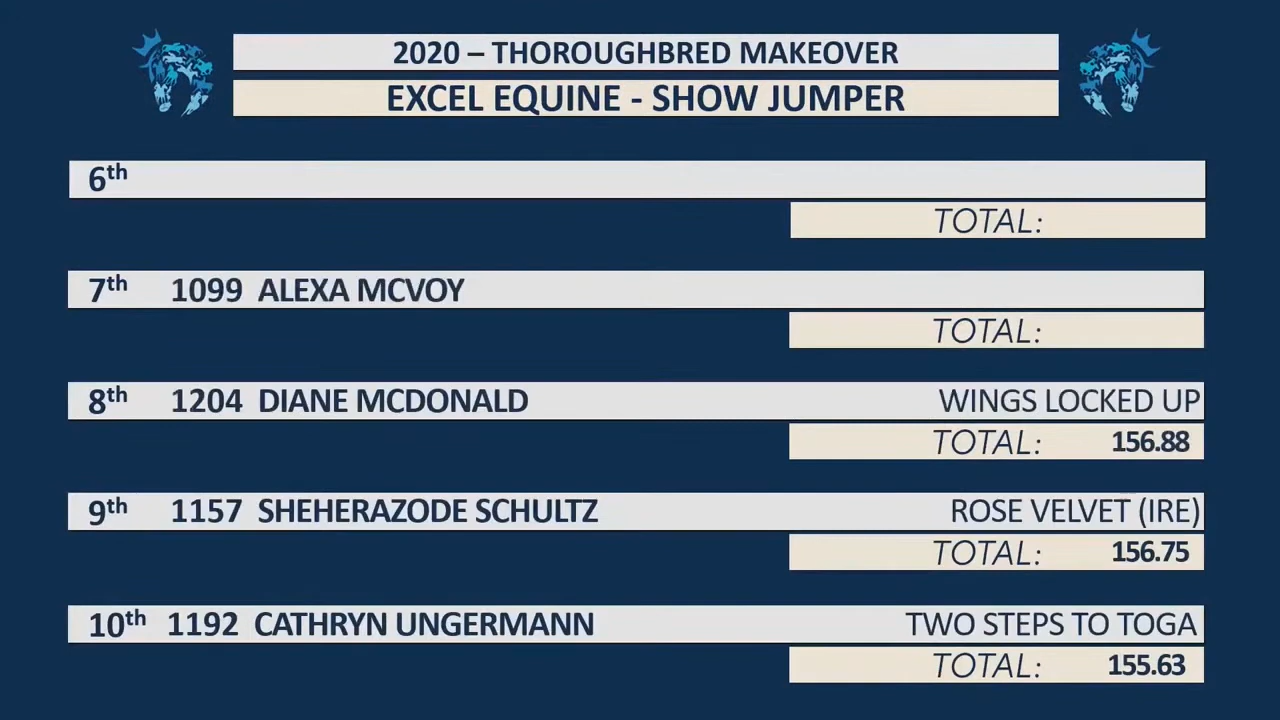 2020 – THOROUGHBRED MAKEOVER
EXCEL EQUINE - SHOW JUMPER
6th
TOTAL:
7th 1099 ALEXA MCVOY
TOTAL:
8th 1204 DIANE MCDONALD WINGS LOCKED UP
TOTAL: 156.88
9th 1157 SHEHERAZODE SCHULTZ ROSE VELVET (IRE)
TOTAL: 156.75
10th 1192 CATHRYN UNGERMANN TWO STEPS TO TOGA
TOTAL: 155.63